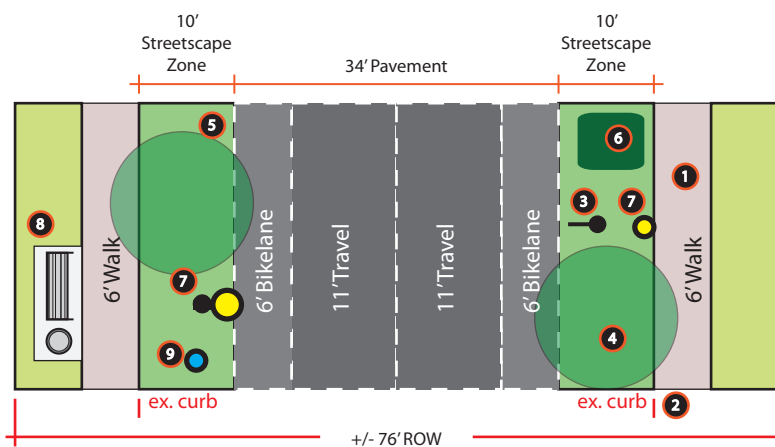 10’
Streetscape
Zone
34’ Pavement
10’
Streetscape
Zone
5
6
1
3
7
8
6’ Walk
7
6’ Bikelane
11’ Travel
11’ Travel
6’ Bikelane
6’ Walk
4
9
ex. curb
ex. curb
2
+/- 76’ ROW